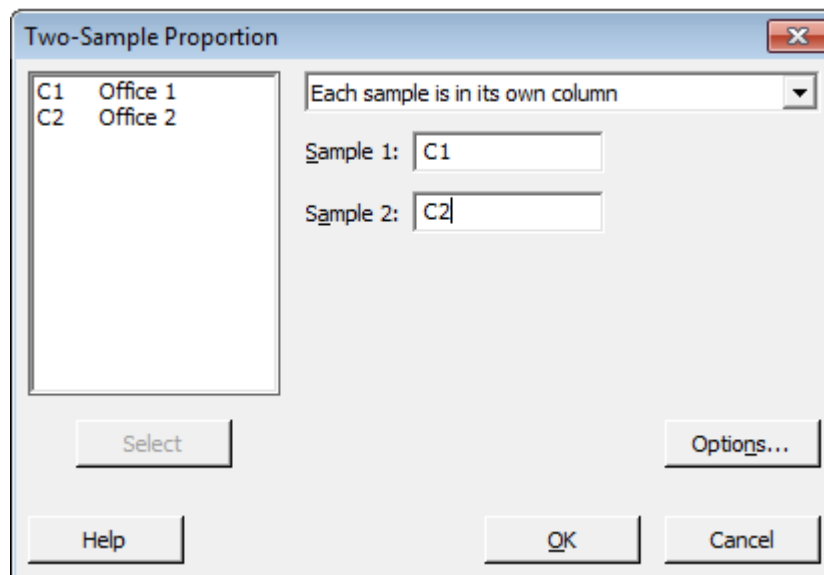 Two-Sample Proportion
C1 Office 1
C2 Office 2
Each sample is in its own column
Sample 1: C1
Sample 2: C2
Select
Options...
Help
OK
Cancel